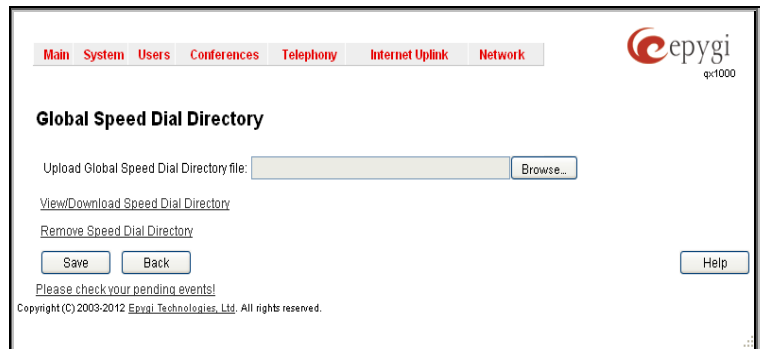 Main System Users Conferences Telephony Internet Uplink Network
epygi
qx1000
Global Speed Dial Directory
Upload Global Speed Dial Directory file: Browse...
View/Download Speed Dial Directory
Remove Speed Dial Directory
Save Back Help
Please check your pending events!
Copyright (C) 2003-2012 Epygi Technologies, Ltd. All rights reserved.